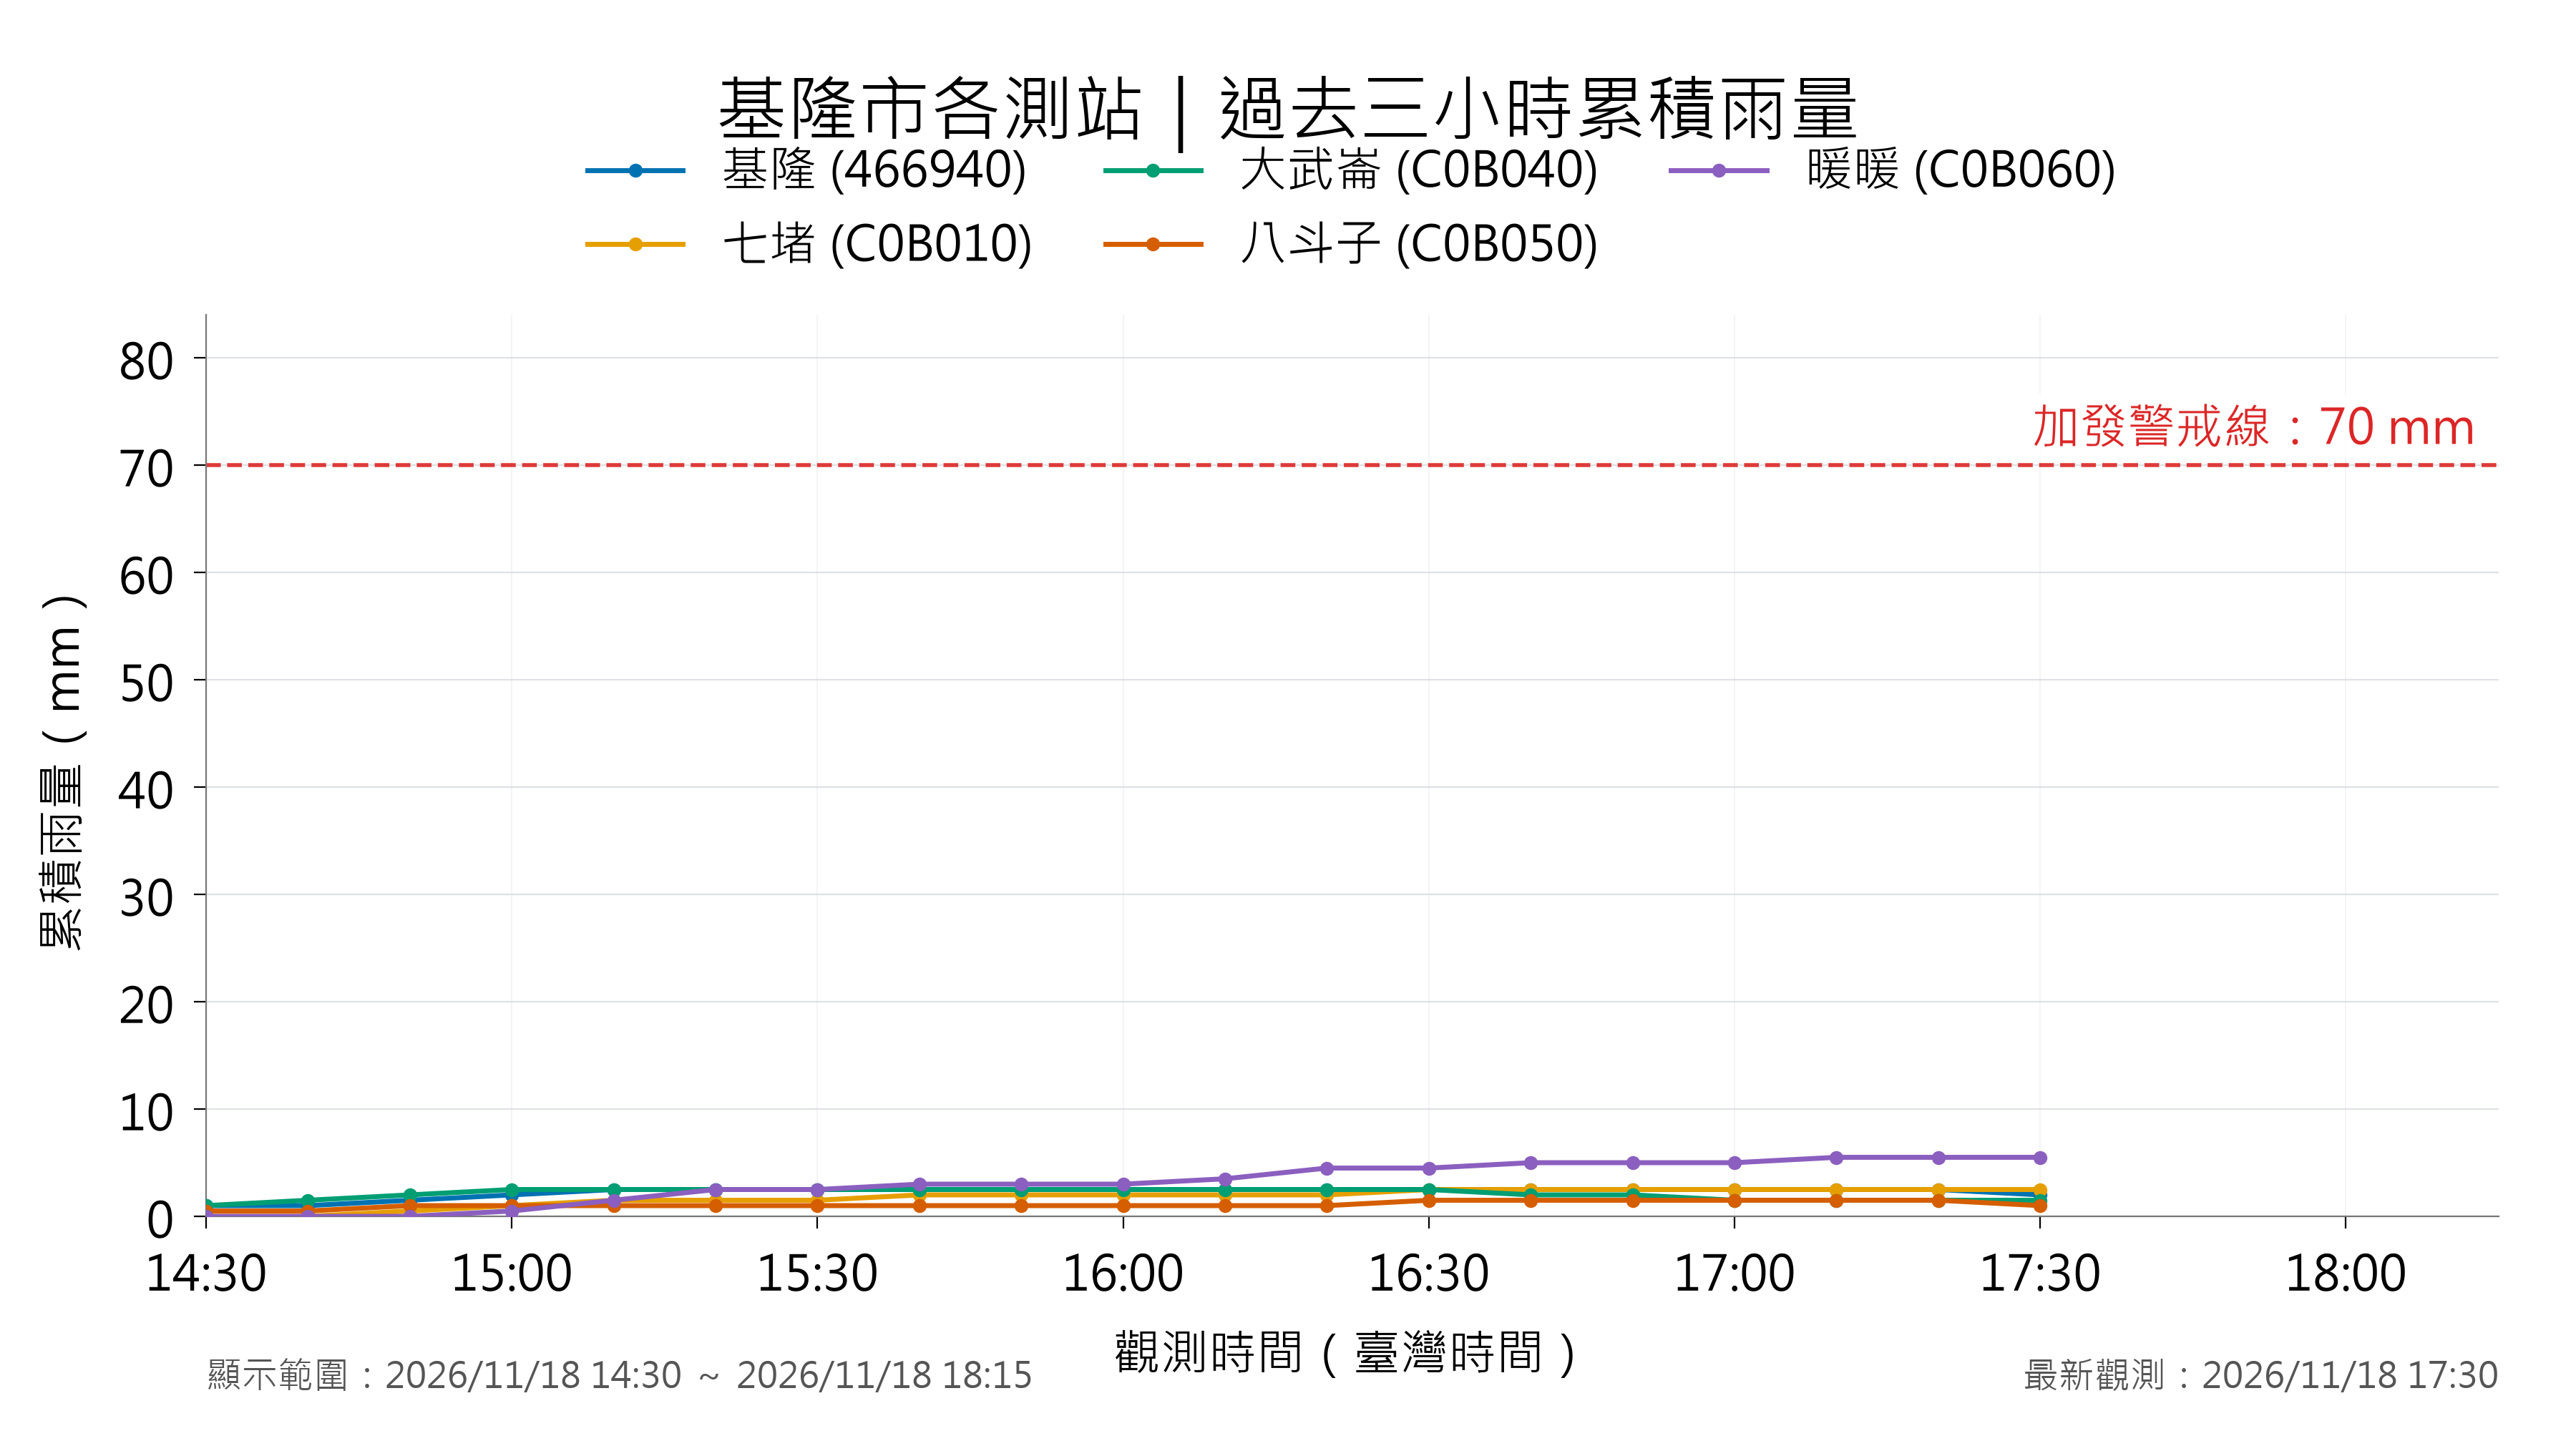 基隆市各測站｜過去三小時累積雨量
基隆 (466940) 大武崙 (C0B040) 暖暖 (C0B060)
七堵 (C0B010) 八斗子 (C0B050)
累積雨量（mm）
80
70
60
50
40
30
20
10
0
加發警戒線：70 mm
14:30 15:00 15:30 16:00 16:30 17:00 17:30 18:00
觀測時間（臺灣時間）
顯示範圍：2026/11/18 14:30 ~ 2026/11/18 18:15
最新觀測：2026/11/18 17:30